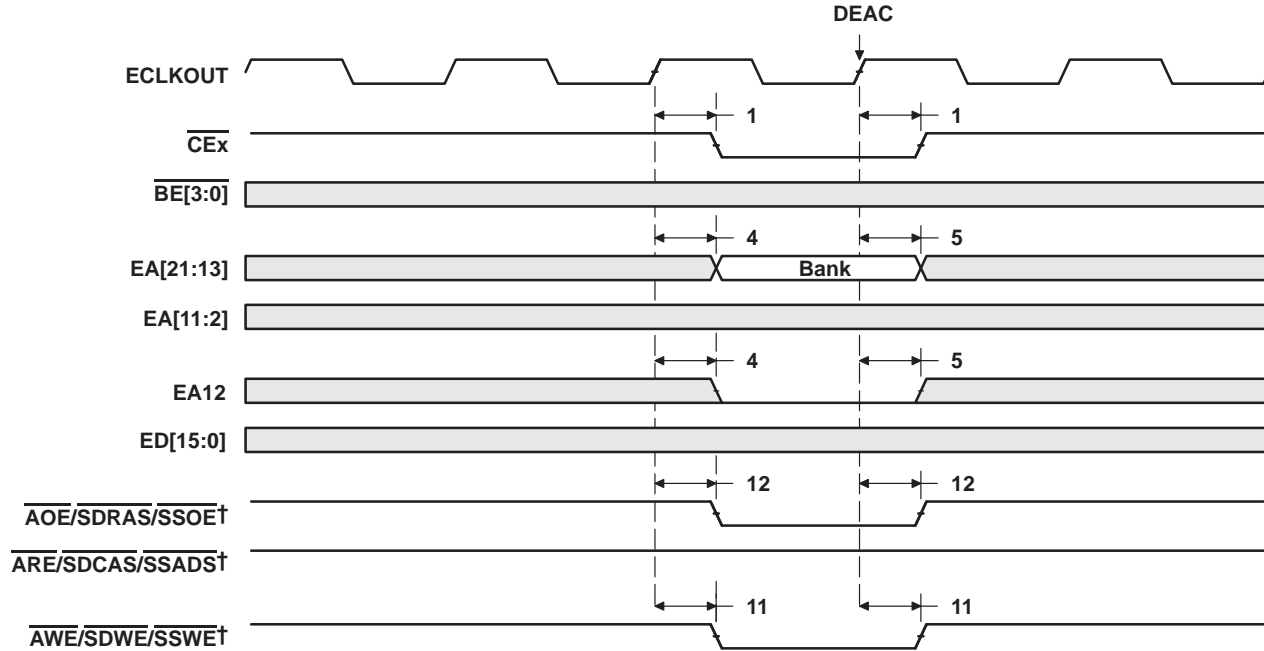 DEAC
ECLKOUT
1 1
CEx
BE[3:0]
4 5
EA[21:13] Bank
EA[11:2]
4 5
EA12
ED[15:0]
12 12
AOE/SDRAS/SSOE†
ARE/SDCAS/SSADS†
11 11
AWE/SDWE/SSWE†